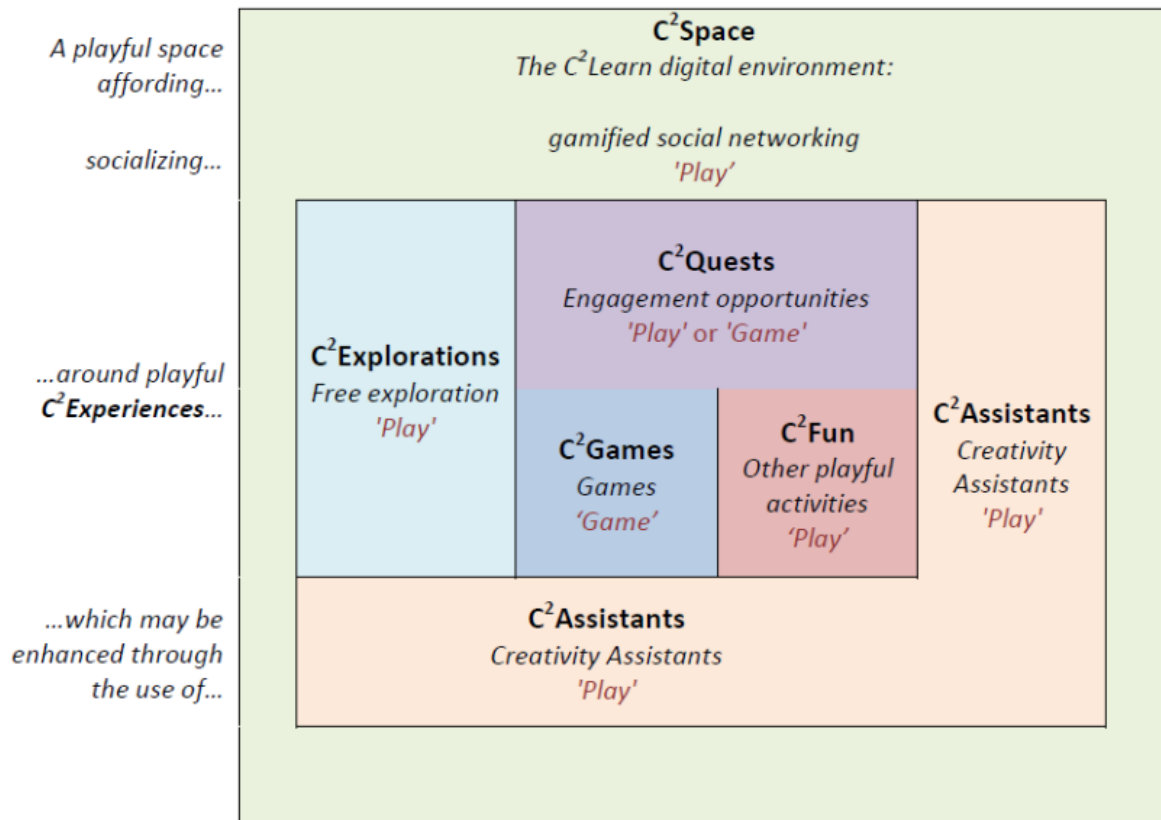 A playful space
affording…
socializing…
…around playful
C²Experiences…
…which may be
enhanced through
the use of…
C²Space
The C²Learn digital environment:
gamified social networking
'Play’
C²Explorations
Free exploration
'Play'
C²Quests
Engagement opportunities
'Play' or 'Game'
C²Games
Games
‘Game’
C²Fun
Other playful
activities
‘Play’
C²Assistants
Creativity
Assistants
'Play'
C²Assistants
Creativity Assistants
'Play'